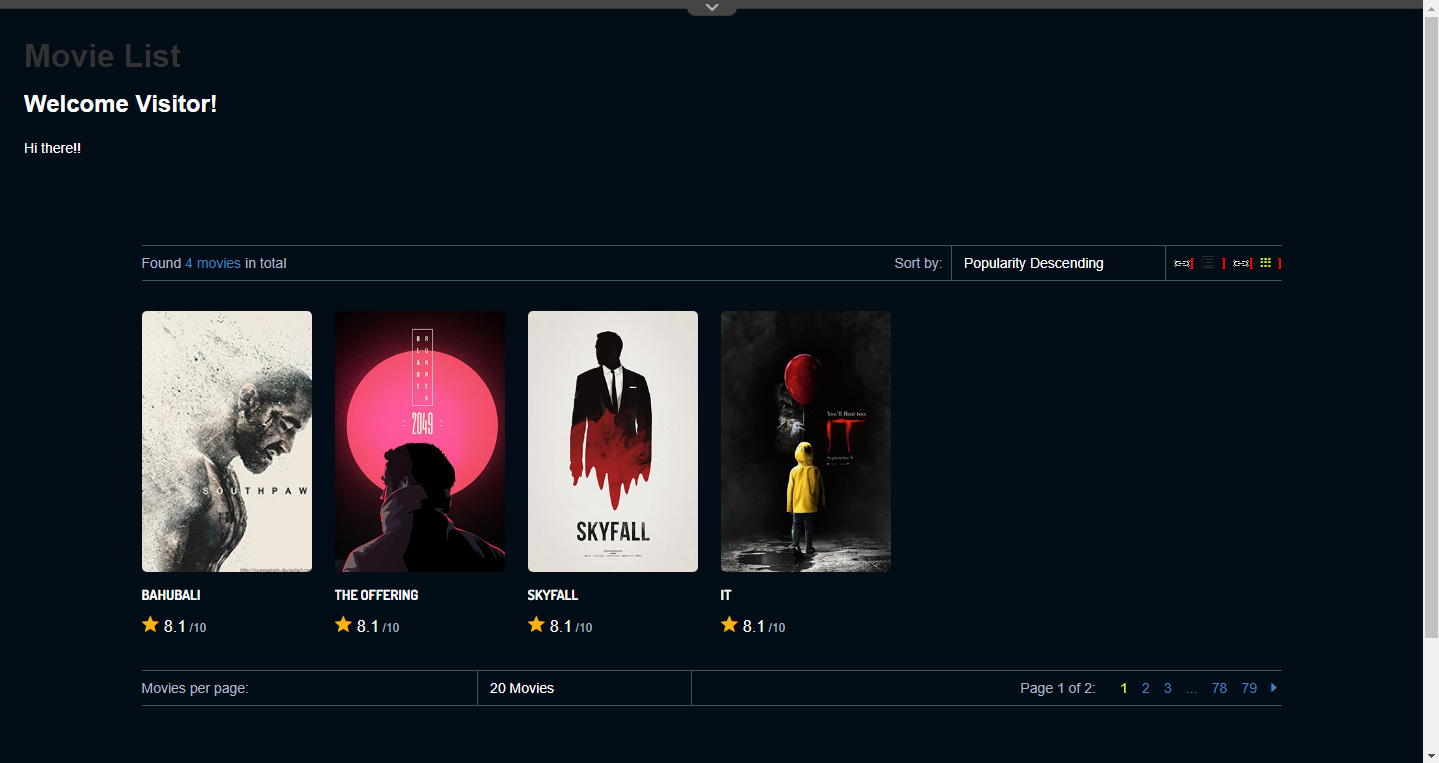 Movie List
Welcome Visitor!
Hi there!!
Found 4 movies in total
Sort by: Popularity Descending [ ] [ ]
SOUTHPAW
BLADE RUNNER
: 2049 :
SKYFALL
You'll float too.
IT
September 8
BAHUBALI
THE OFFERING
SKYFALL
IT
8.1 /10
8.1 /10
8.1 /10
8.1 /10
Movies per page: 20 Movies
Page 1 of 2: 1 2 3 ... 78 79